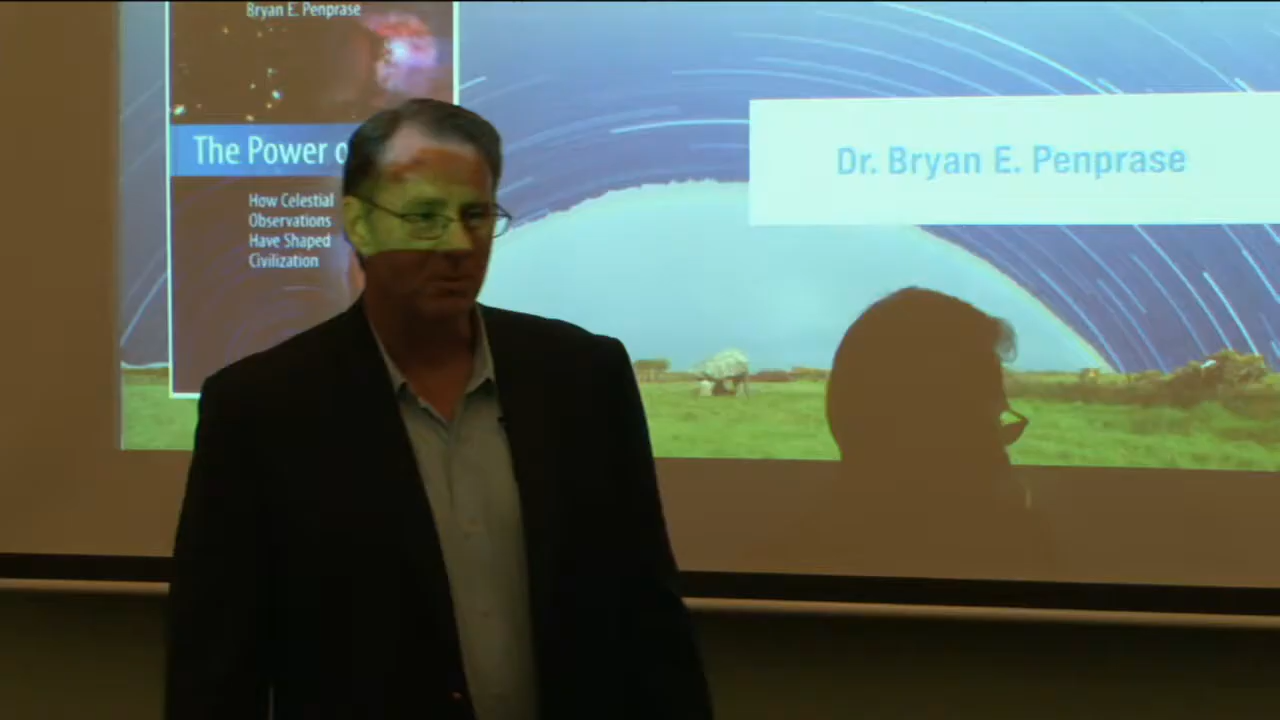 Bryan E. Penprase
The Power o
How Celestial
Observations
Have Shaped
Civilization
Dr. Bryan E. Penprase